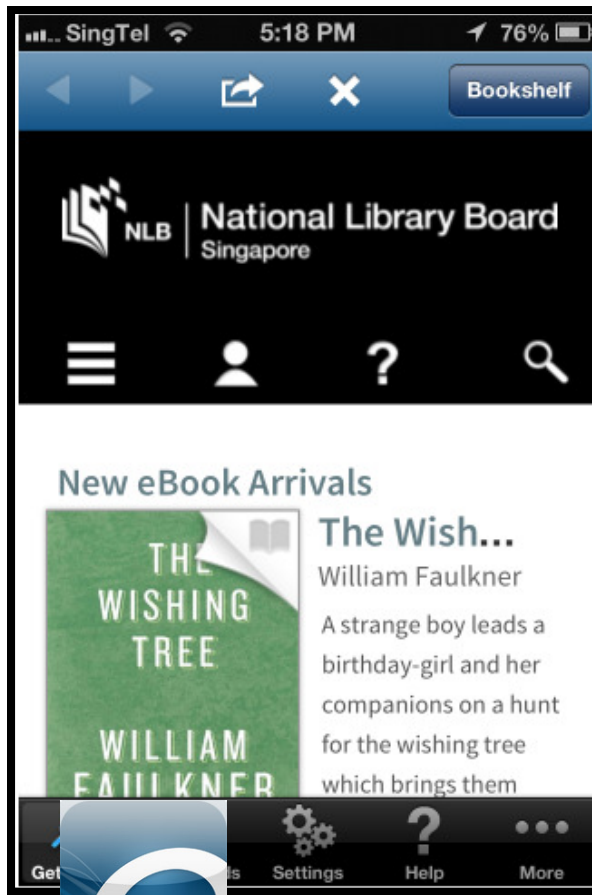 SingTel 5:18 PM 76%
Bookshelf
NLB National Library Board
Singapore
New eBook Arrivals
THE
WISHING
TREE
WILLIAM
FAULKNER
The Wish...
William Faulkner
A strange boy leads a
birthday-girl and her
companions on a hunt
for the wishing tree
which brings them
Get Settings Help More